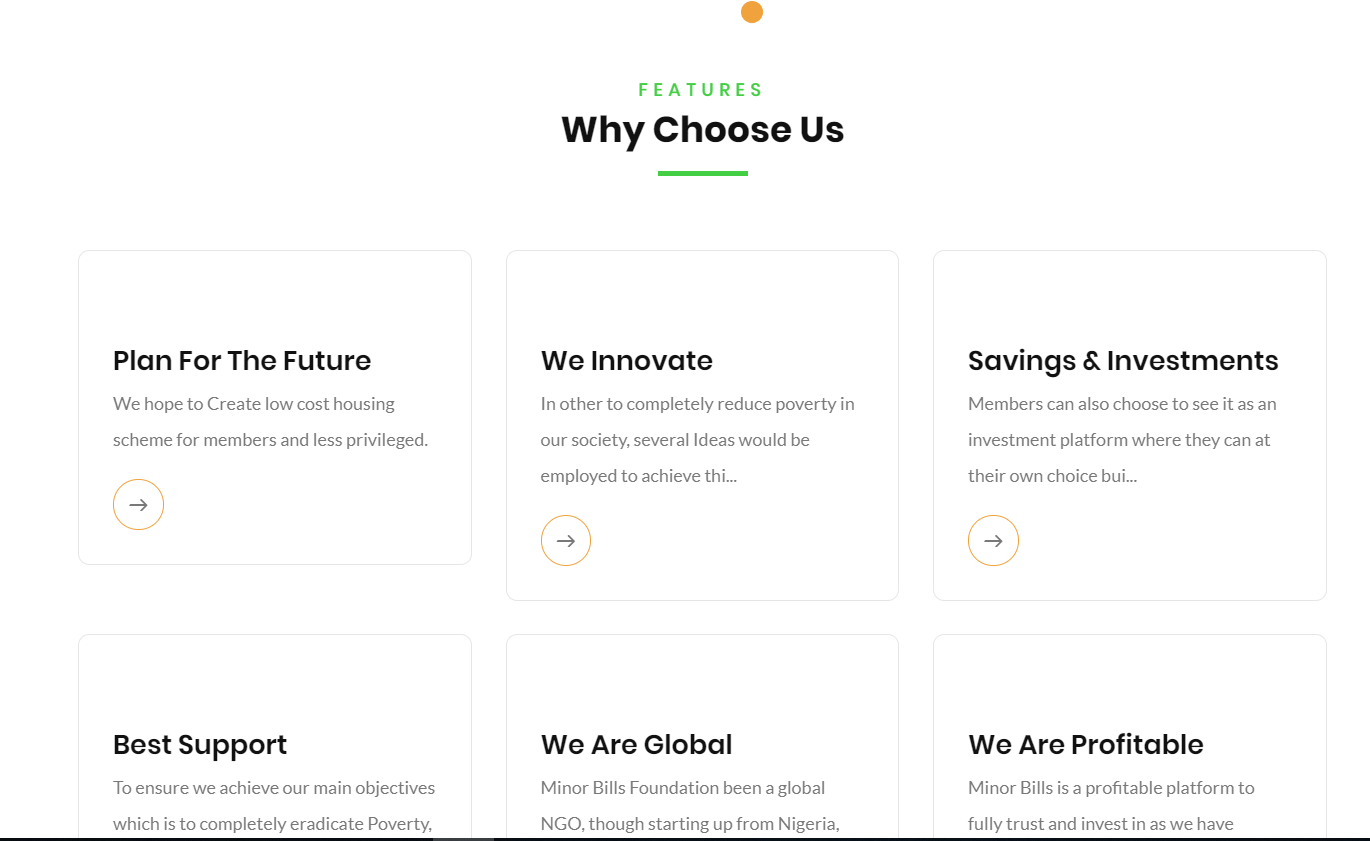 FEATURES
Why Choose Us
Plan For The Future
We hope to Create low cost housing
scheme for members and less privileged.
We Innovate
In other to completely reduce poverty in
our society, several Ideas would be
employed to achieve thi...
Savings & Investments
Members can also choose to see it as an
investment platform where they can at
their own choice bui...
Best Support
To ensure we achieve our main objectives
which is to completely eradicate Poverty,
We Are Global
Minor Bills Foundation been a global
NGO, though starting up from Nigeria,
We Are Profitable
Minor Bills is a profitable platform to
fully trust and invest in as we have